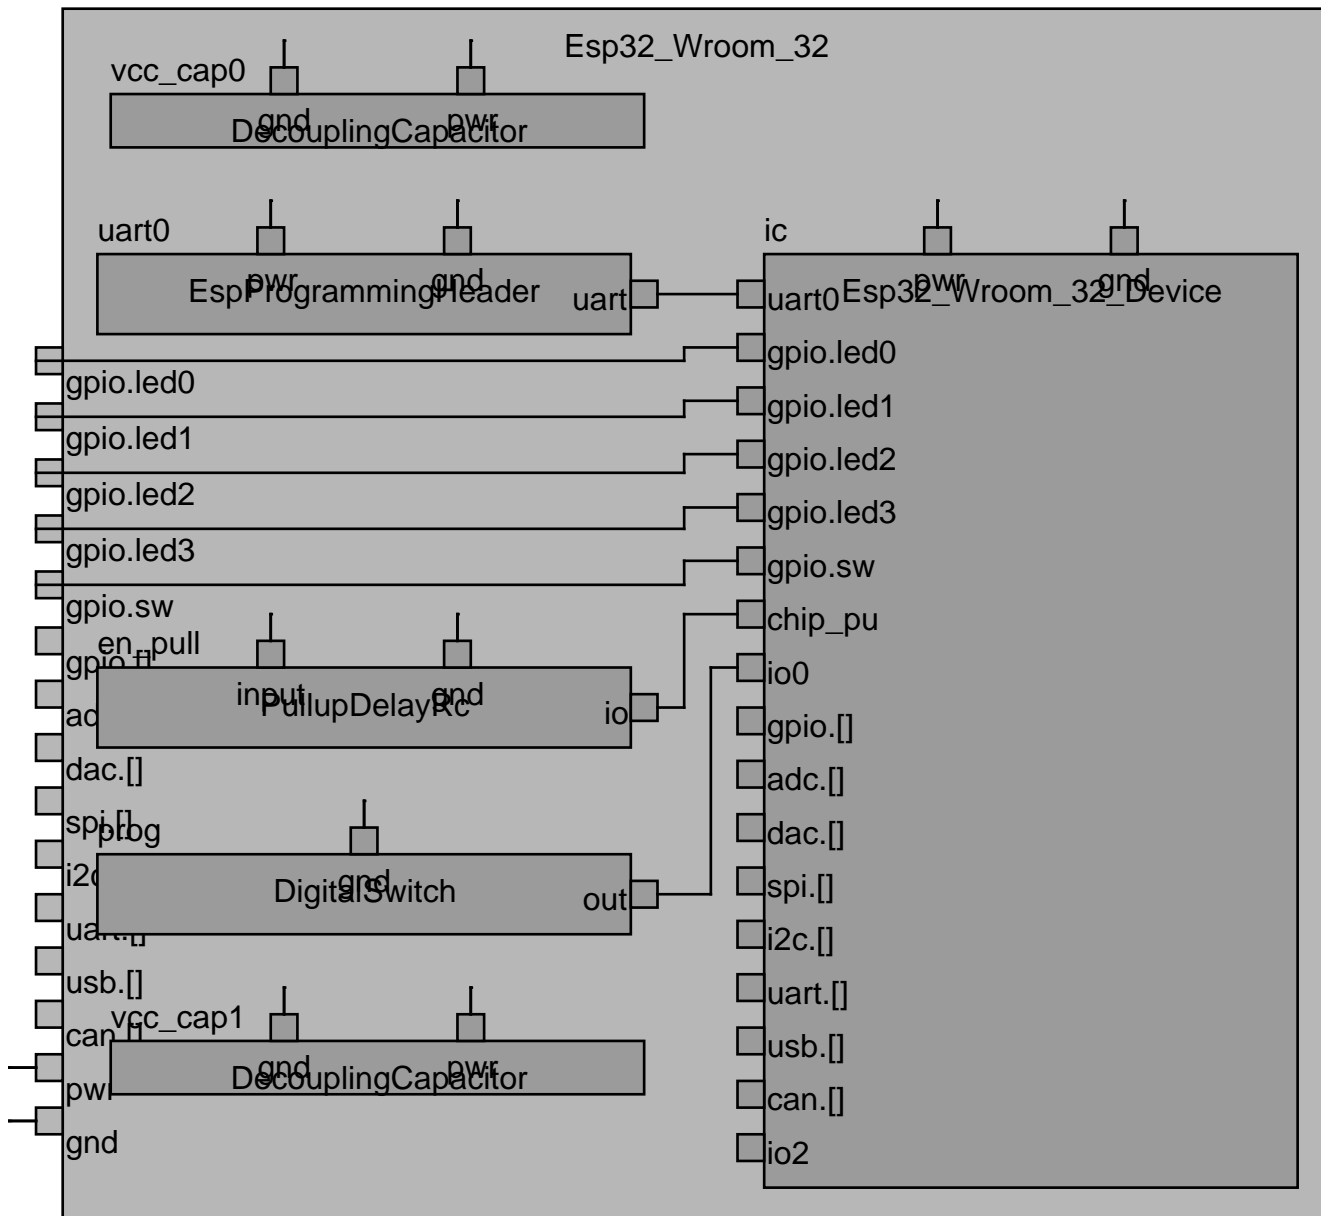 Esp32_Wroom_32
vcc_cap0
gnd
pwr
DecouplingCapacitor
uart0
pwr
gnd
EspProgrammingHeader
uart
ic
pwr
gnd
uart0
Esp32_Wroom_32_Device
gpio.led0
gpio.led1
gpio.led2
gpio.led3
gpio.sw
chip_pu
io0
gpio.[]
adc.[]
dac.[]
spi.[]
i2c.[]
uart.[]
usb.[]
can.[]
io2
gpio.led0
gpio.led1
gpio.led2
gpio.led3
gpio.sw
gpio.[]
dac.[]
spi.[]
uart.[]
usb.[]
can.[]
pwr
gnd
en_pull
input
gnd
PullupDelayRc
io
prog
gnd
DigitalSwitch
out
vcc_cap1
gnd
pwr
DecouplingCapacitor